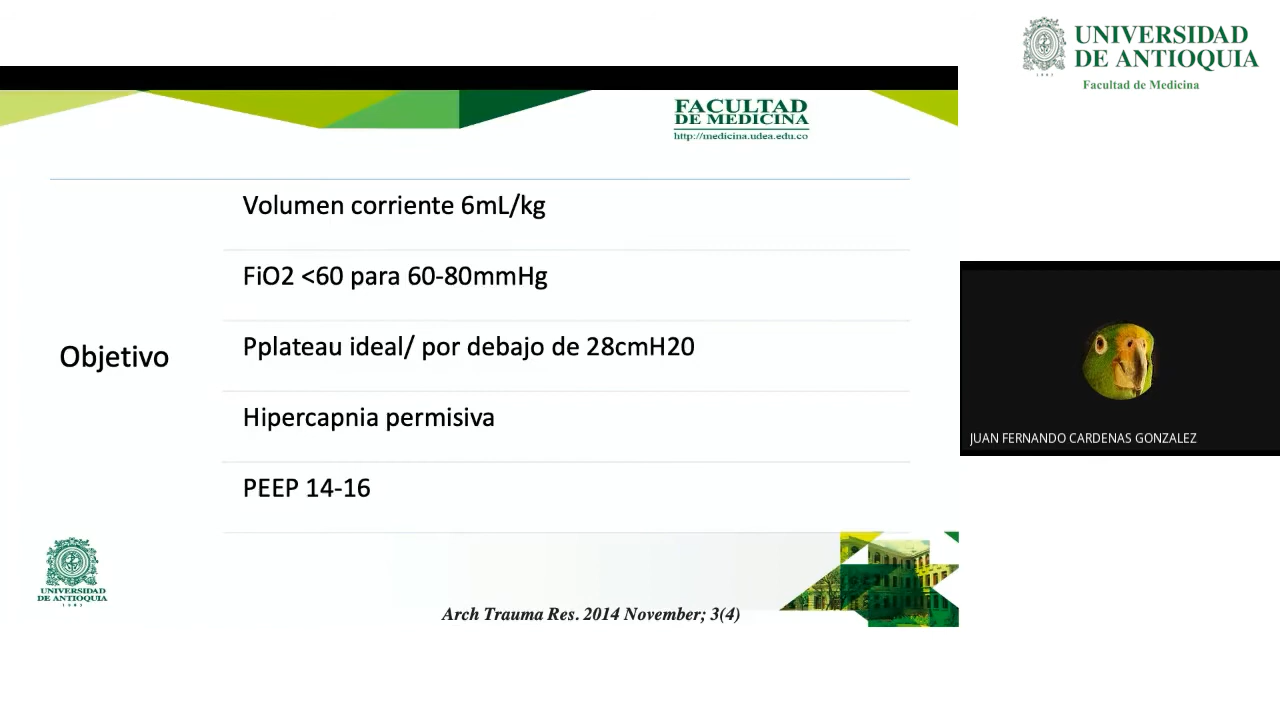 UNIVERSIDAD
DE ANTIOQUIA
1803
Facultad de Medicina
FACULTAD
DE MEDICINA
http://medicina.udea.edu.co
Objetivo
Volumen corriente 6mL/kg
FiO2 <60 para 60-80mmHg
Pplateau ideal/ por debajo de 28cmH20
Hipercapnia permisiva
PEEP 14-16
UNIVERSIDAD
DE ANTIOQUIA
1803
Arch Trauma Res. 2014 November; 3(4)
JUAN FERNANDO CARDENAS GONZALEZ